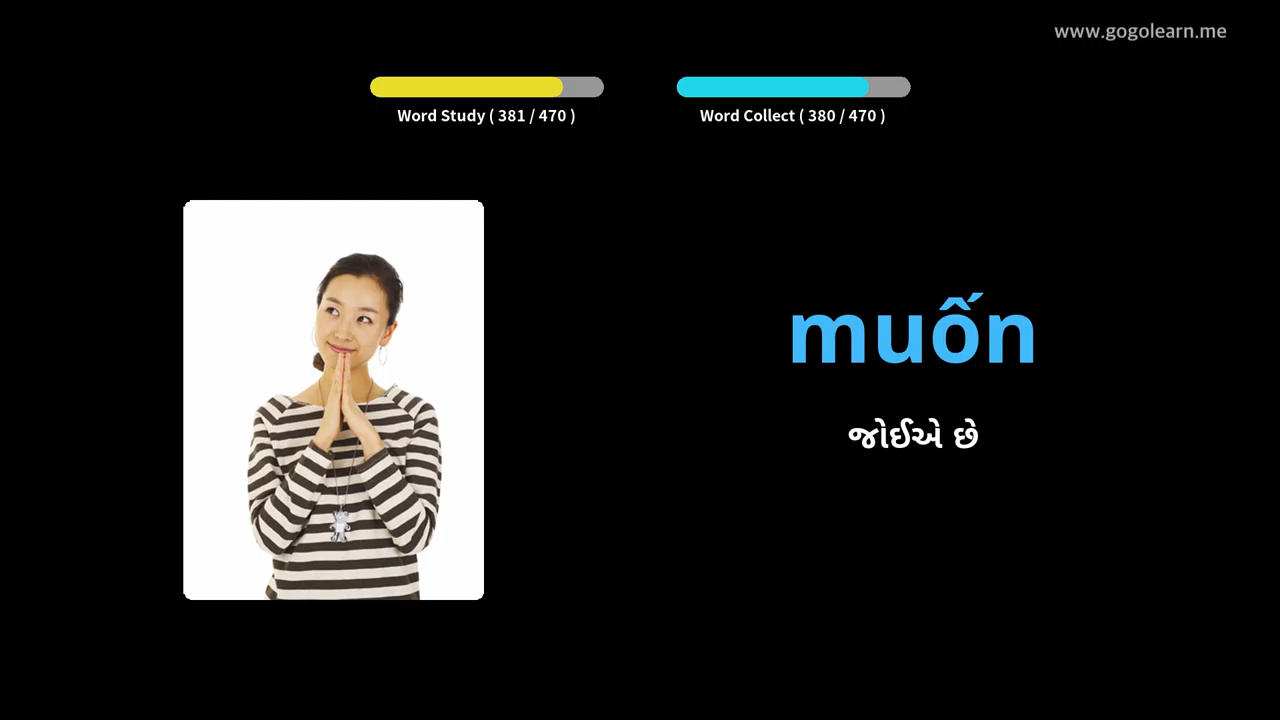 www.gogolearn.me
Word Study ( 381 / 470 )
Word Collect ( 380 / 470 )
muốn
જોઈએ છે